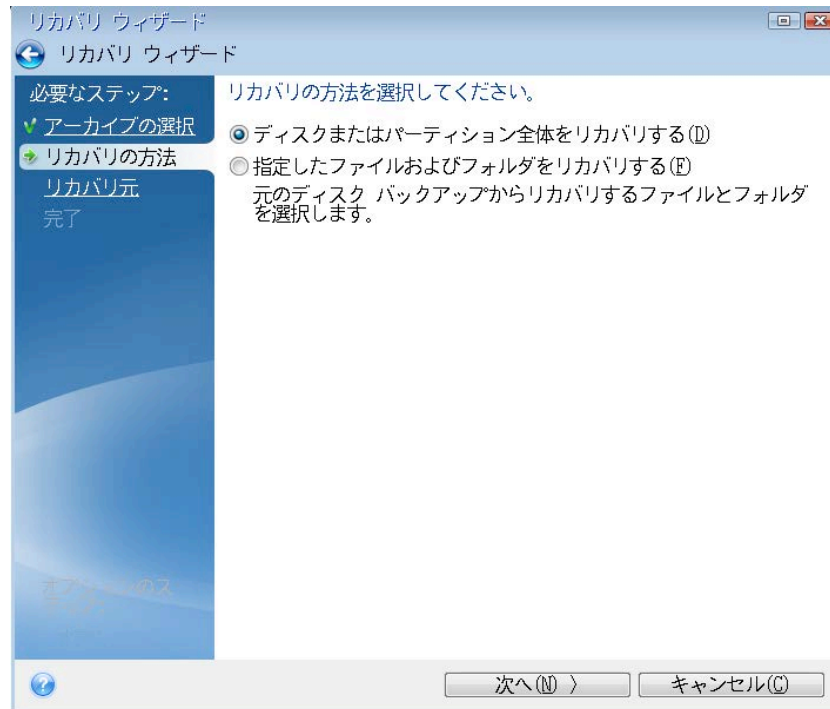 リカバリ ウィザード
リカバリ ウィザード
必要なステップ:
アーカイブの選択
リカバリの方法
リカバリ元
完了
リカバリの方法を選択してください。
ディスクまたはパーティション全体をリカバリする(D)
指定したファイルおよびフォルダをリカバリする(F)
元のディスク バックアップからリカバリするファイルとフォルダ
を選択します。
次へ(N) 〉
キャンセル(C)